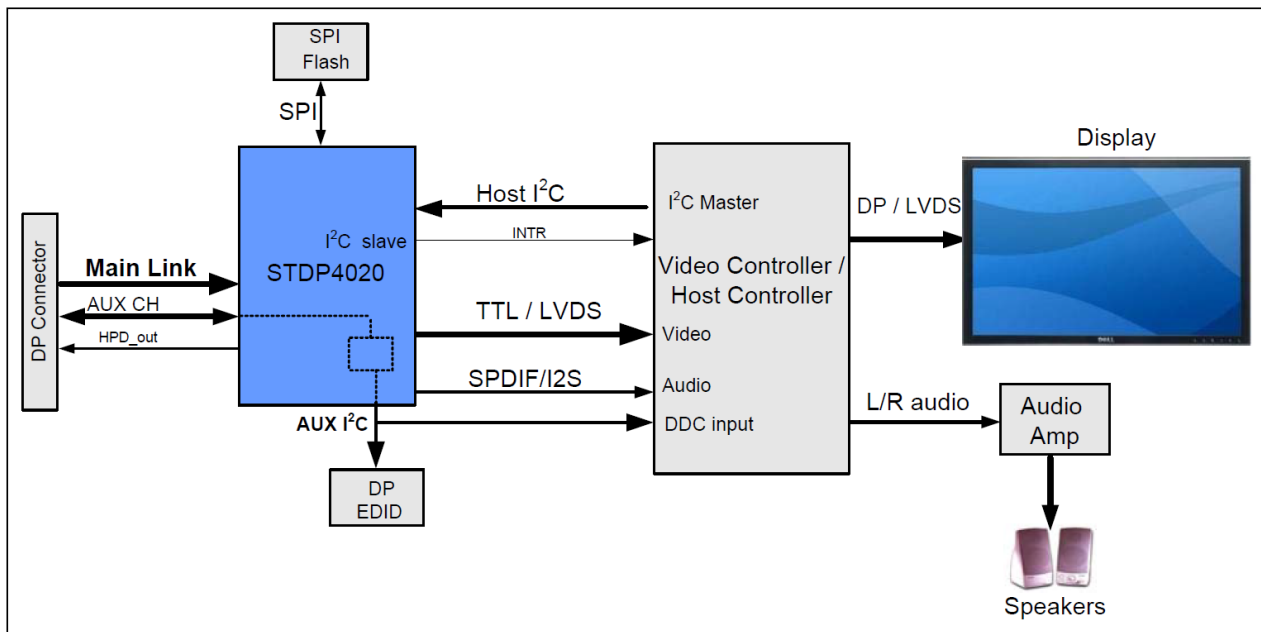 SPI
Flash
SPI
Display
Host I²C
I²C Master
DP / LVDS
I²C slave
INTR
STDP4020
Video Controller /
Host Controller
DP Connector
Main Link
AUX CH
HPD_out
TTL / LVDS
Video
DELL
SPDIF/I2S
Audio
L/R audio
Audio
Amp
AUX I²C
DDC input
DP
EDID
Speakers